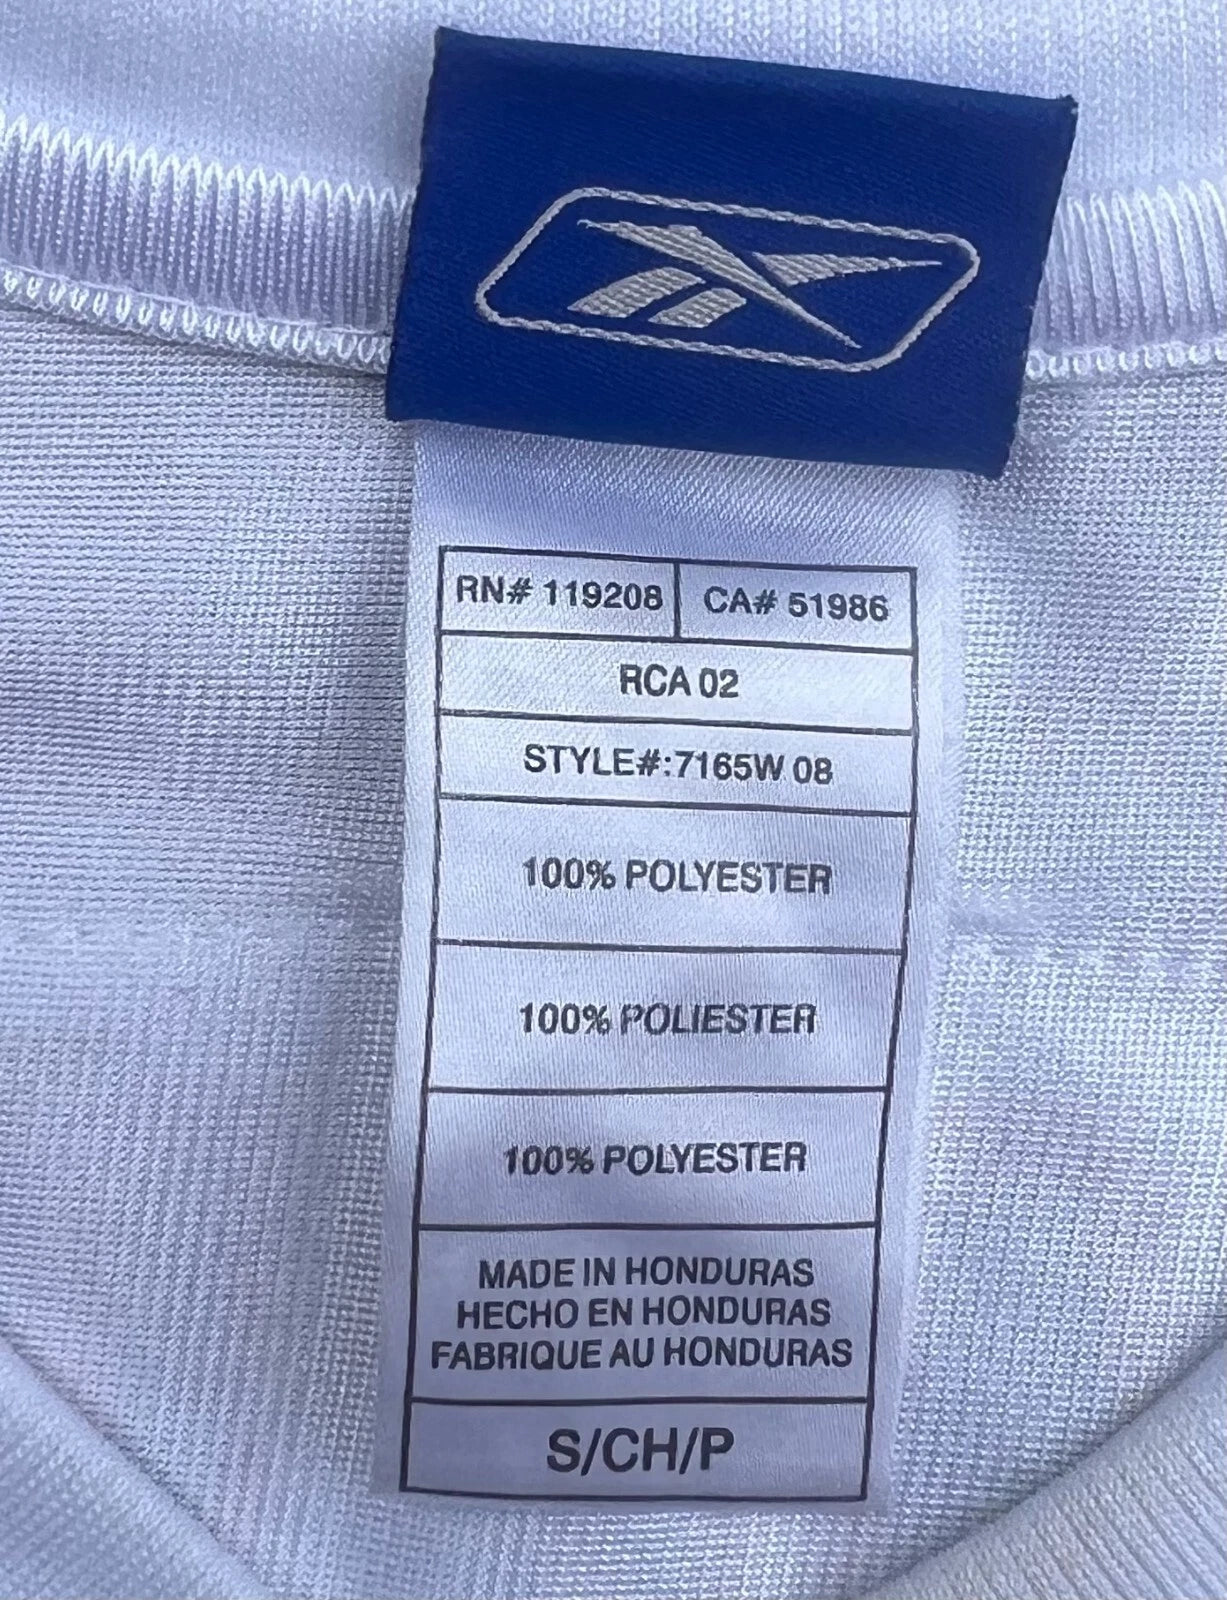 RN# 119208 CA# 51986
RCA 02
STYLE#:7165W 08
100% POLYESTER
100% POLIESTER
100% POLYESTER
MADE IN HONDURAS
HECHO EN HONDURAS
FABRIQUE AU HONDURAS
S/CH/P